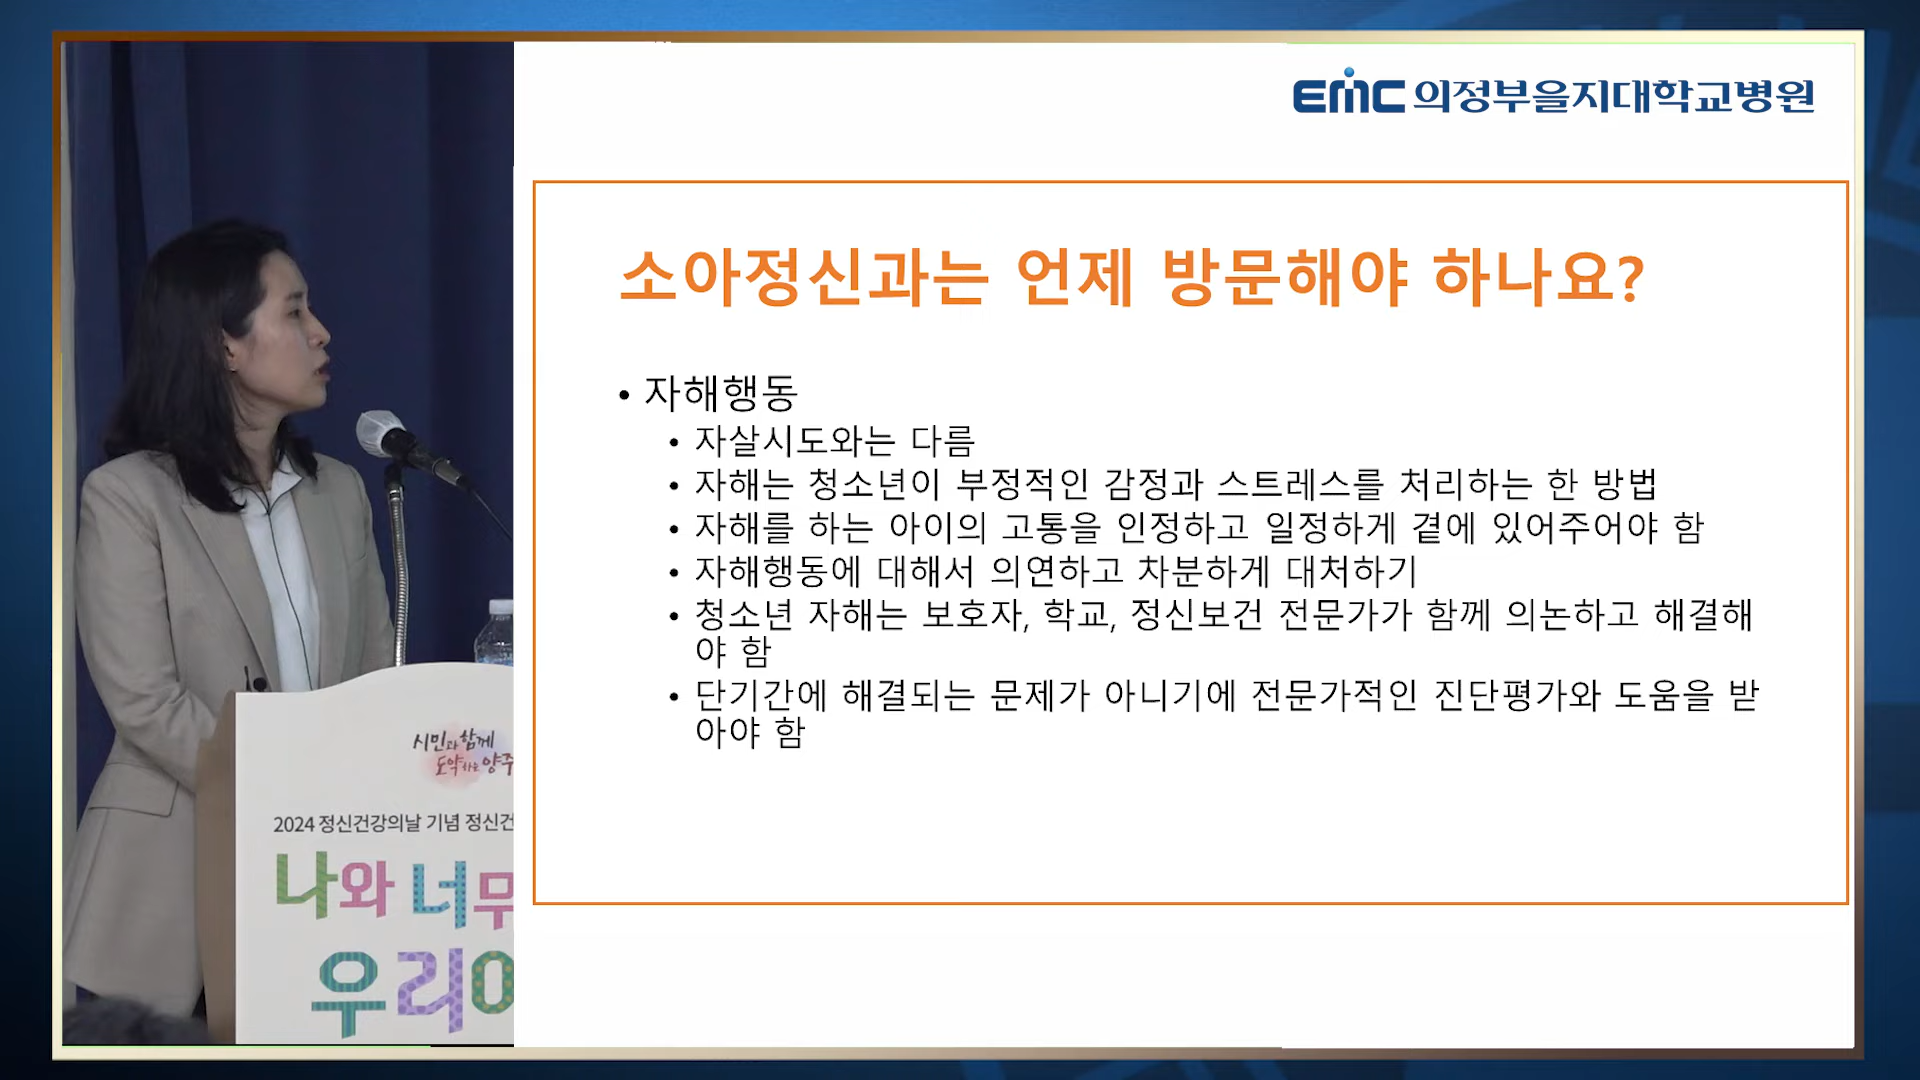 EMC 의정부을지대학교병원
소아정신과는 언제 방문해야 하나요?
• 자해행동
• 자살시도와는 다름
• 자해는 청소년이 부정적인 감정과 스트레스를 처리하는 한 방법
• 자해를 하는 아이의 고통을 인정하고 일정하게 곁에 있어주어야 함
• 자해행동에 대해서 의연하고 차분하게 대처하기
• 청소년 자해는 보호자, 학교, 정신보건 전문가가 함께 의논하고 해결해
야 함
• 단기간에 해결되는 문제가 아니기에 전문가적인 진단평가와 도움을 받
아야 함
시민과 함께
도약하는 양주
2024 정신건강의날 기념 정신건
나와 너무
우리